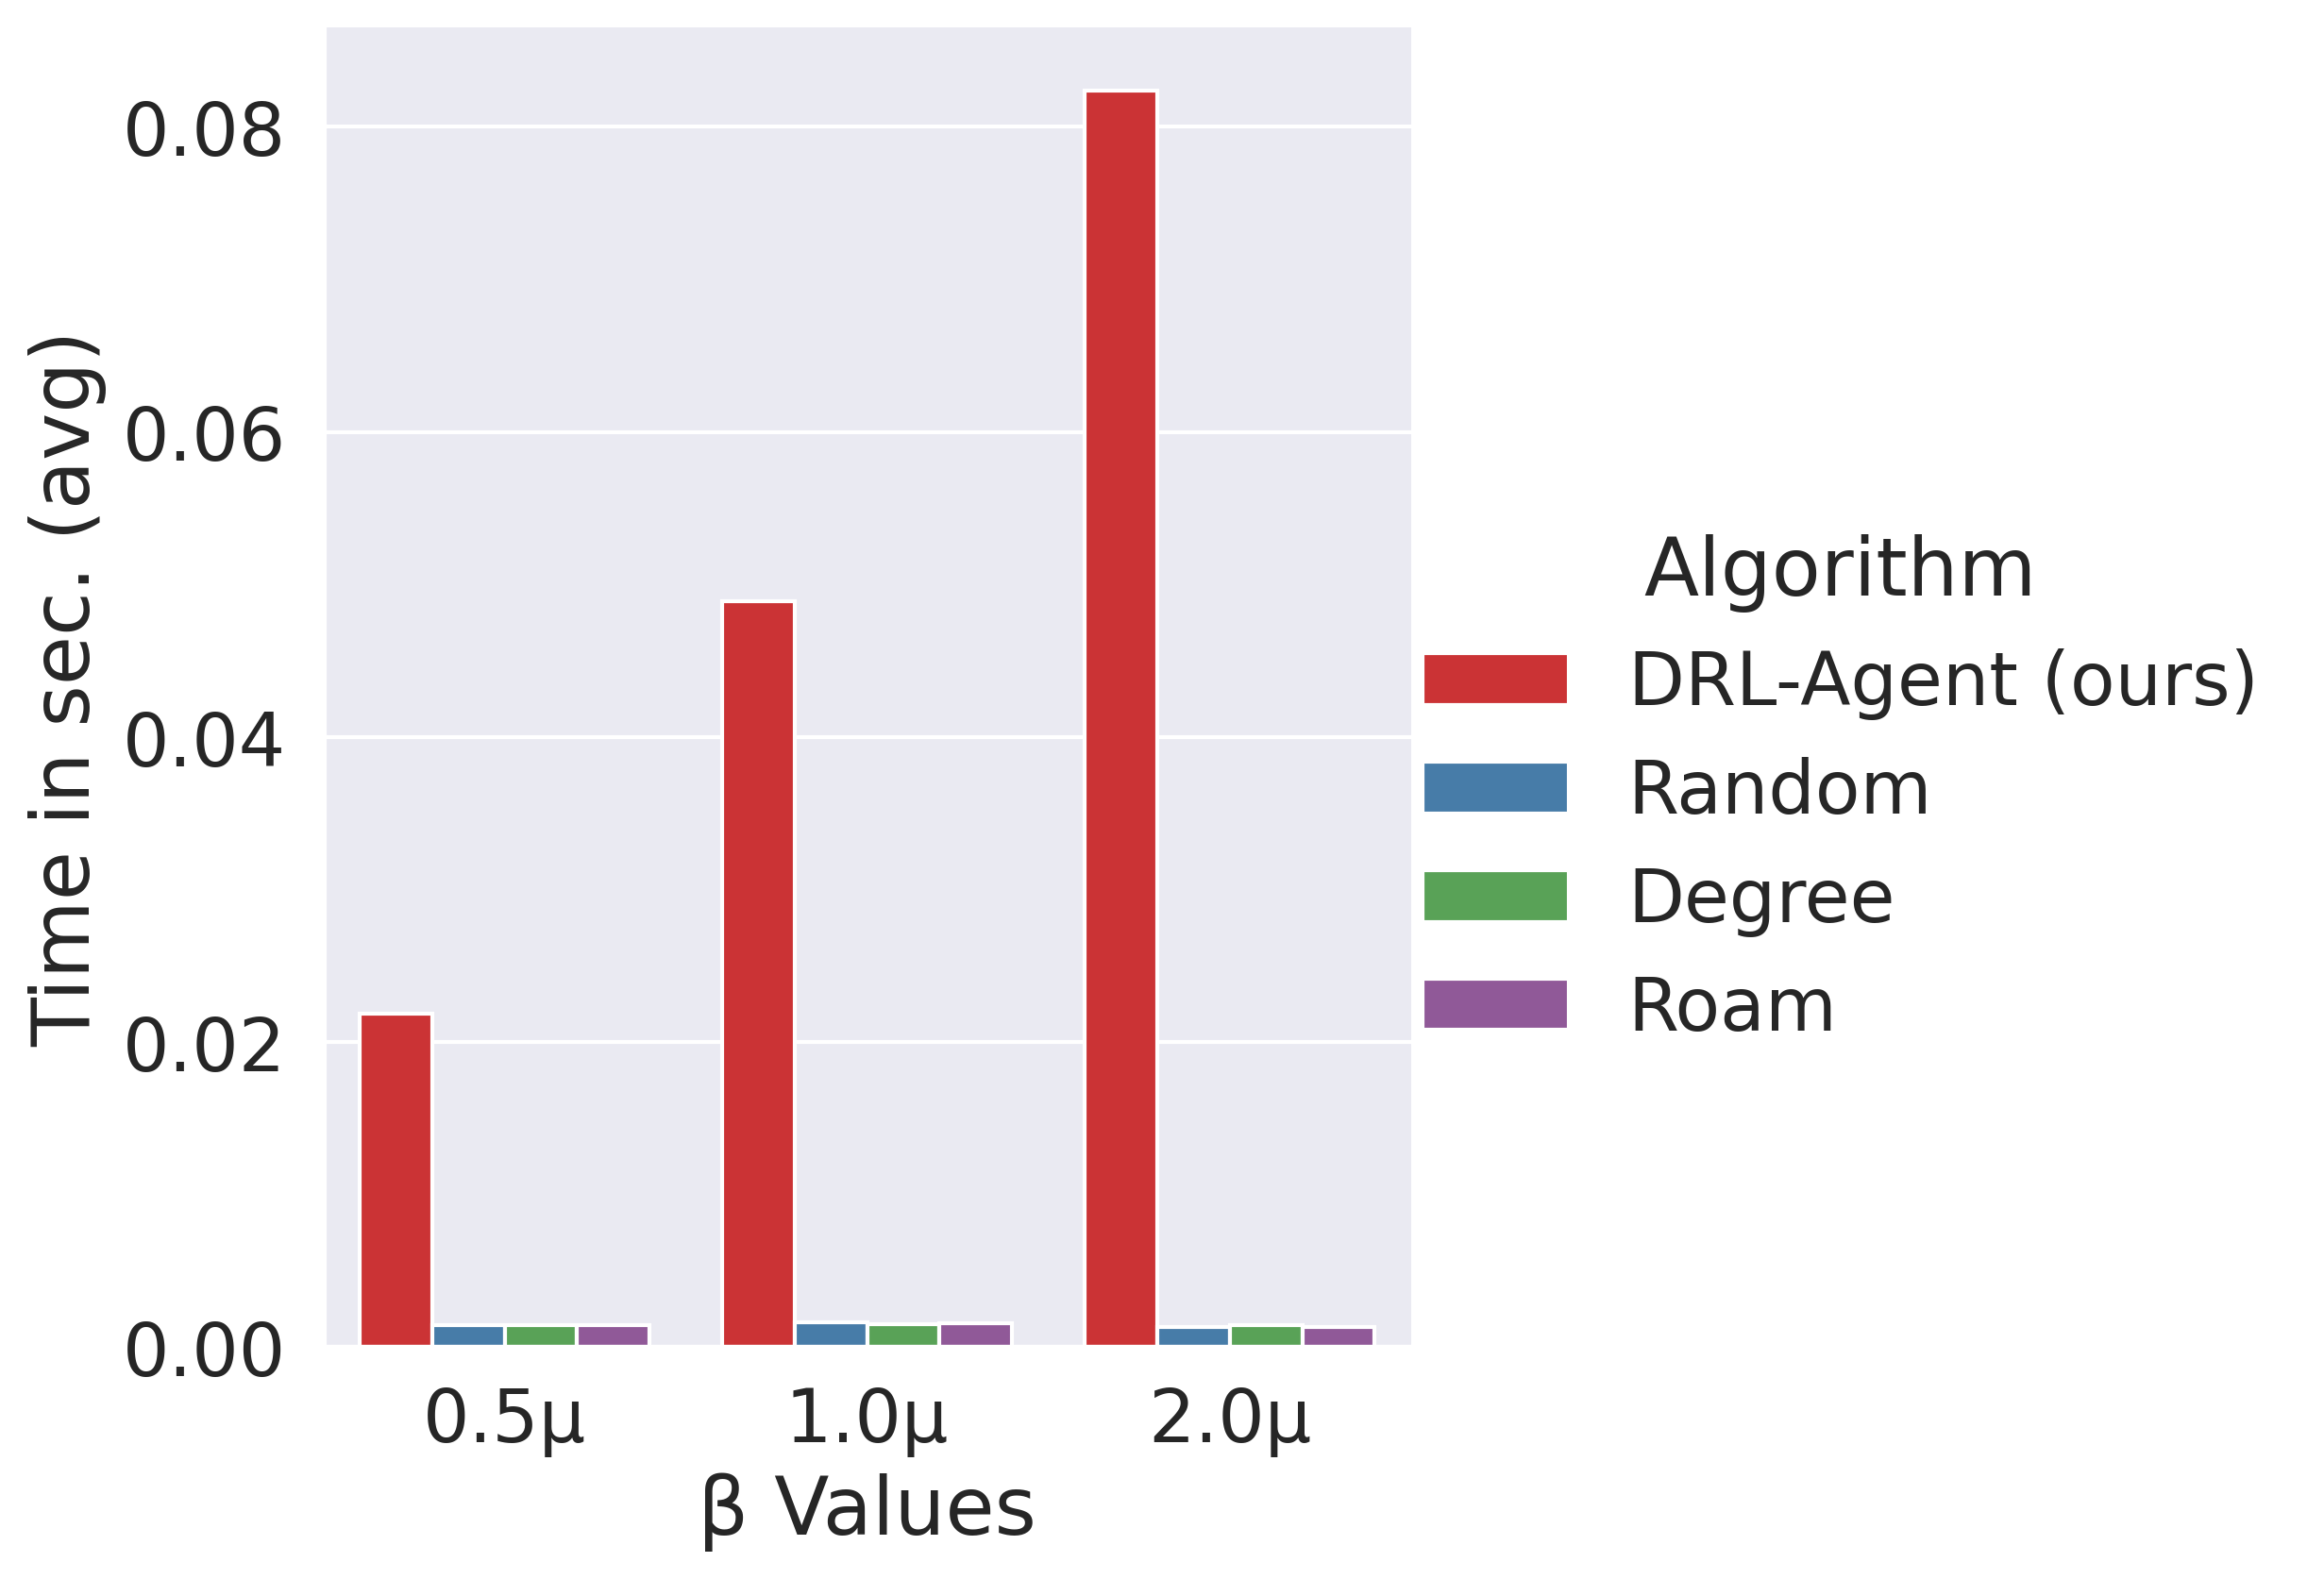 Time in sec. (avg)
0.08
0.06
0.04
0.02
0.00
0.5μ 1.0μ 2.0μ
β Values
Algorithm
DRL-Agent (ours)
Random
Degree
Roam